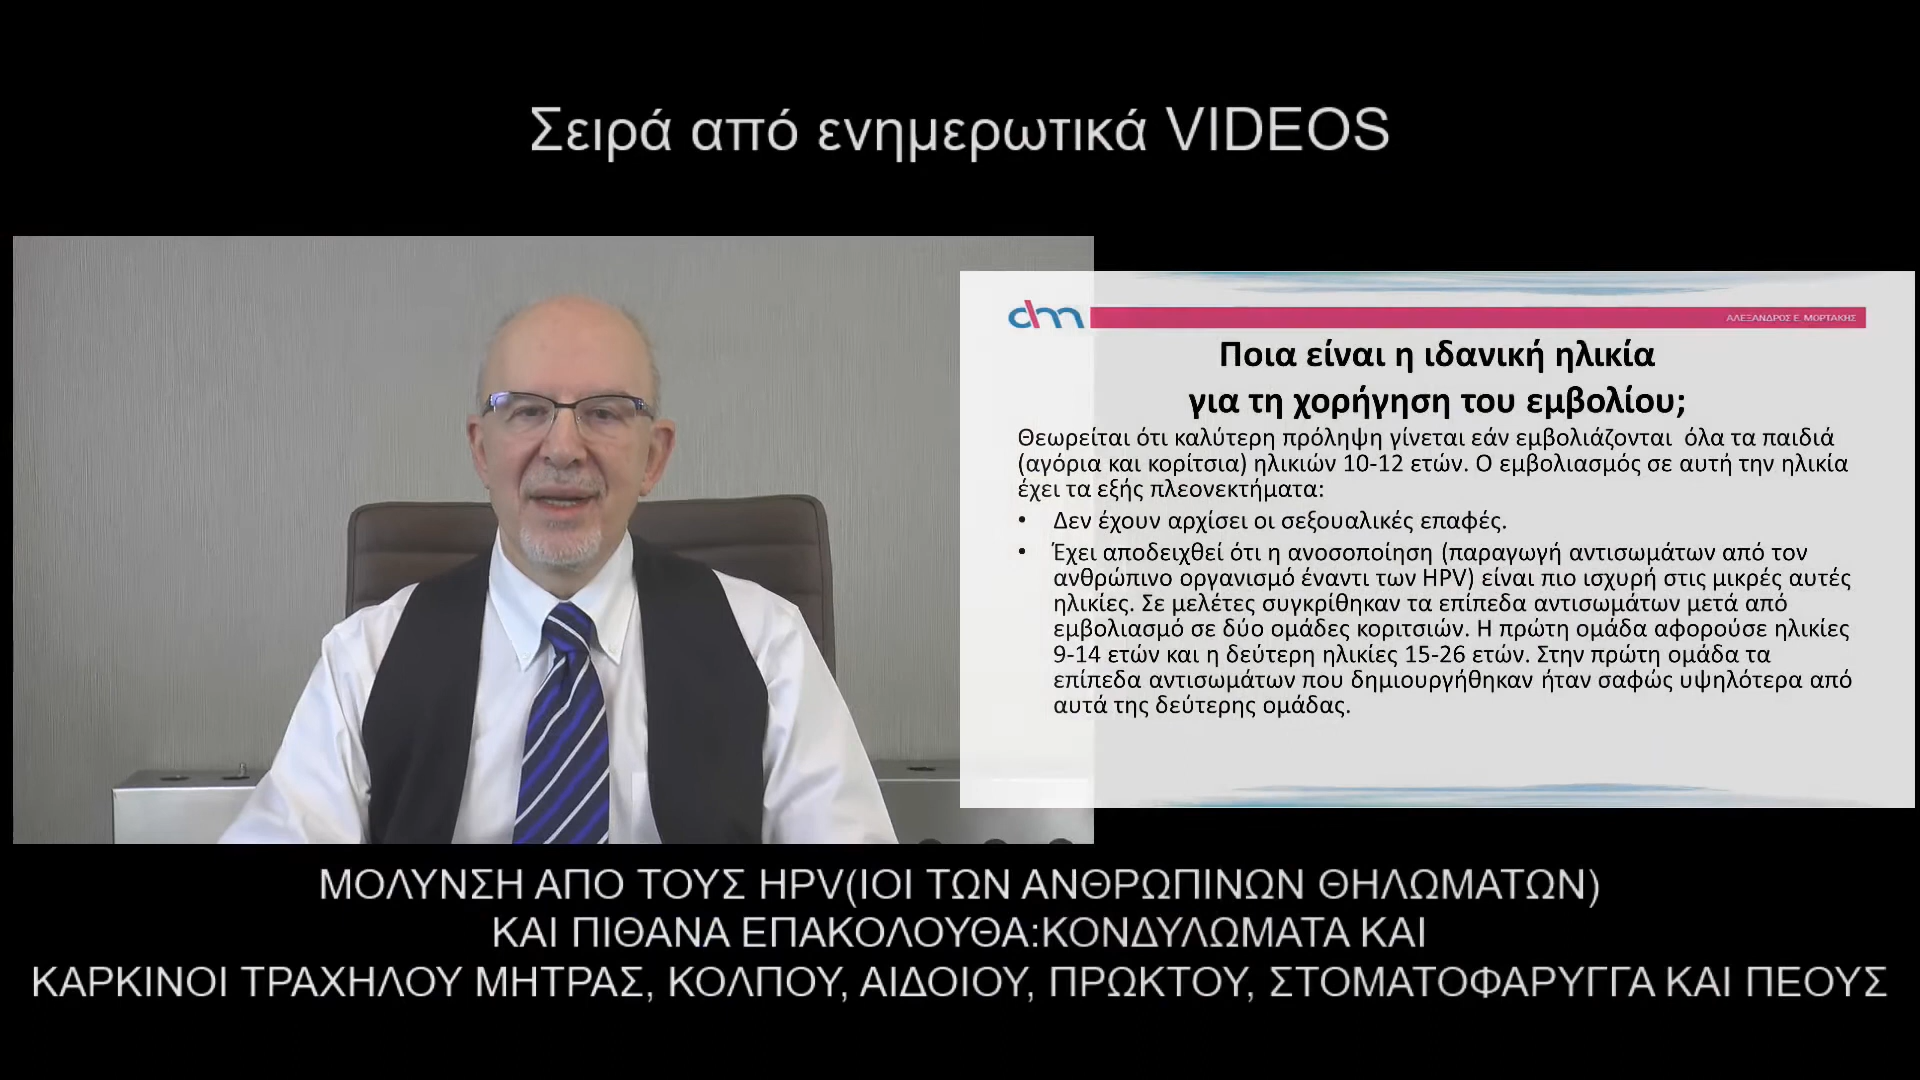 Σειρά από ενημερωτικά VIDEOS
dm
ΑΛΕΞΑΝΔΡΟΣ Ε. ΜΟΡΤΑΚΗΣ
Ποια είναι η ιδανική ηλικία
για τη χορήγηση του εμβολίου;
Θεωρείται ότι καλύτερη πρόληψη γίνεται εάν εμβολιάζονται όλα τα παιδιά
(αγόρια και κορίτσια) ηλικιών 10-12 ετών. Ο εμβολιασμός σε αυτή την ηλικία
έχει τα εξής πλεονεκτήματα:
• Δεν έχουν αρχίσει οι σεξουαλικές επαφές.
• Έχει αποδειχθεί ότι η ανοσοποίηση (παραγωγή αντισωμάτων από τον
ανθρώπινο οργανισμό έναντι των HPV) είναι πιο ισχυρή στις μικρές αυτές
ηλικίες. Σε μελέτες συγκρίθηκαν τα επίπεδα αντισωμάτων μετά από
εμβολιασμό σε δύο ομάδες κοριτσιών. Η πρώτη ομάδα αφορούσε ηλικίες
9-14 ετών και η δεύτερη ηλικίες 15-26 ετών. Στην πρώτη ομάδα τα
επίπεδα αντισωμάτων που δημιουργήθηκαν ήταν σαφώς υψηλότερα από
αυτά της δεύτερης ομάδας.
ΜΟΛΥΝΣΗ ΑΠΟ ΤΟΥΣ HPV(ΙΟΙ ΤΩΝ ΑΝΘΡΩΠΙΝΩΝ ΘΗΛΩΜΑΤΩΝ)
ΚΑΙ ΠΙΘΑΝΑ ΕΠΑΚΟΛΟΥΘΑ:ΚΟΝΔΥΛΩΜΑΤΑ ΚΑΙ
ΚΑΡΚΙΝΟΙ ΤΡΑΧΗΛΟΥ ΜΗΤΡΑΣ, ΚΟΛΠΟΥ, ΑΙΔΟΙΟΥ, ΠΡΩΚΤΟΥ, ΣΤΟΜΑΤΟΦΑΡΥΓΓΑ ΚΑΙ ΠΕΟΥΣ